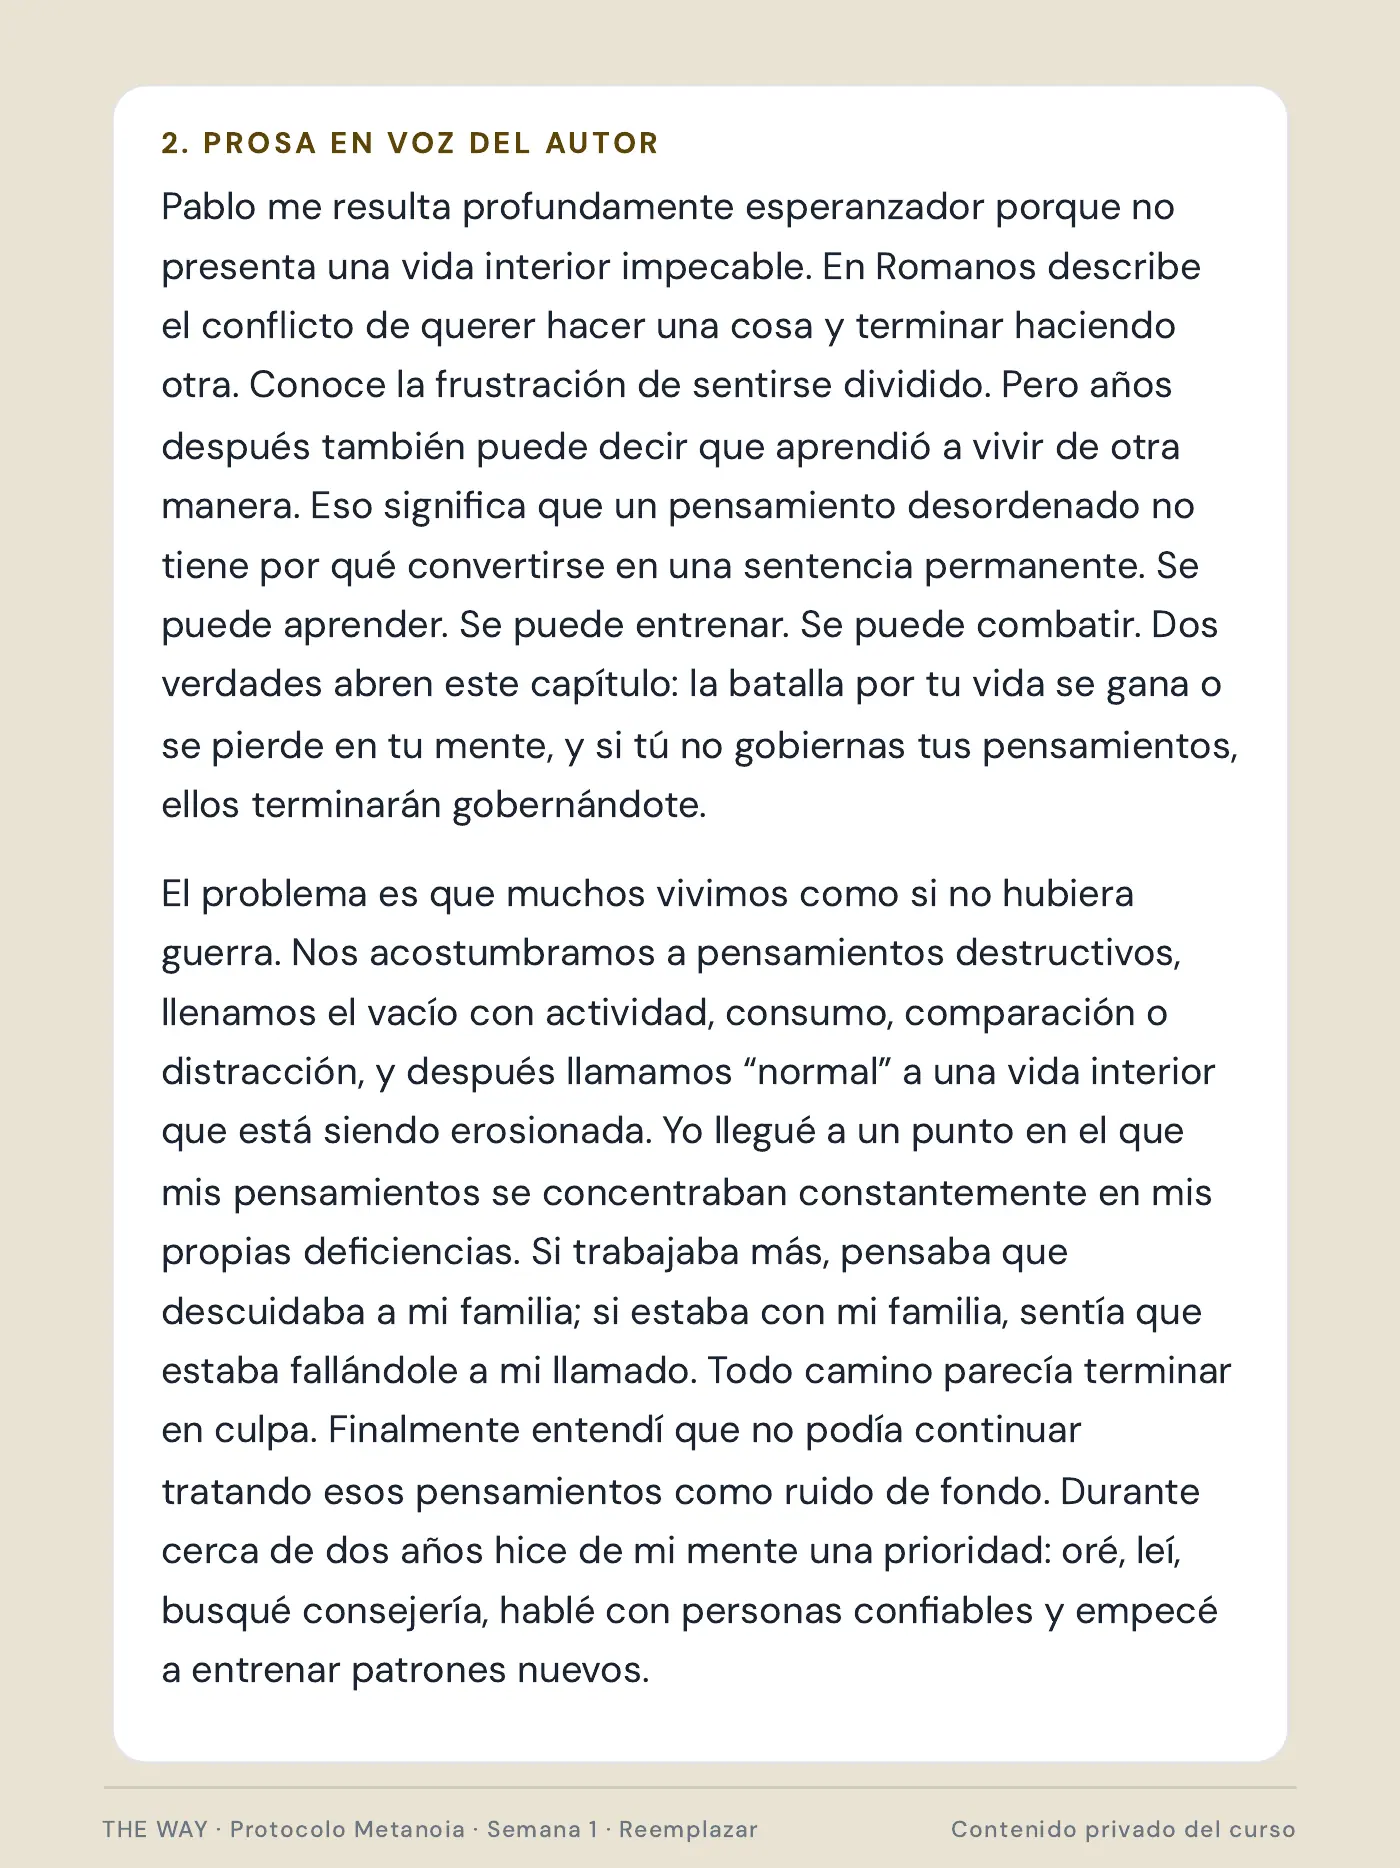 2. PROSA EN VOZ DEL AUTOR
Pablo me resulta profundamente esperanzador porque no
presenta una vida interior impecable. En Romanos describe
el conflicto de querer hacer una cosa y terminar haciendo
otra. Conoce la frustración de sentirse dividido. Pero años
después también puede decir que aprendió a vivir de otra
manera. Eso significa que un pensamiento desordenado no
tiene por qué convertirse en una sentencia permanente. Se
puede aprender. Se puede entrenar. Se puede combatir. Dos
verdades abren este capítulo: la batalla por tu vida se gana o
se pierde en tu mente, y si tú no gobiernas tus pensamientos,
ellos terminarán gobernándote.
El problema es que muchos vivimos como si no hubiera
guerra. Nos acostumbramos a pensamientos destructivos,
llenamos el vacío con actividad, consumo, comparación o
distracción, y después llamamos “normal” a una vida interior
que está siendo erosionada. Yo llegué a un punto en el que
mis pensamientos se concentraban constantemente en mis
propias deficiencias. Si trabajaba más, pensaba que
descuidaba a mi familia; si estaba con mi familia, sentía que
estaba fallándole a mi llamado. Todo camino parecía terminar
en culpa. Finalmente entendí que no podía continuar
tratando esos pensamientos como ruido de fondo. Durante
cerca de dos años hice de mi mente una prioridad: oré, leí,
busqué consejería, hablé con personas confiables y empecé
a entrenar patrones nuevos.
THE WAY · Protocolo Metanoia · Semana 1 · Reemplazar
Contenido privado del curso